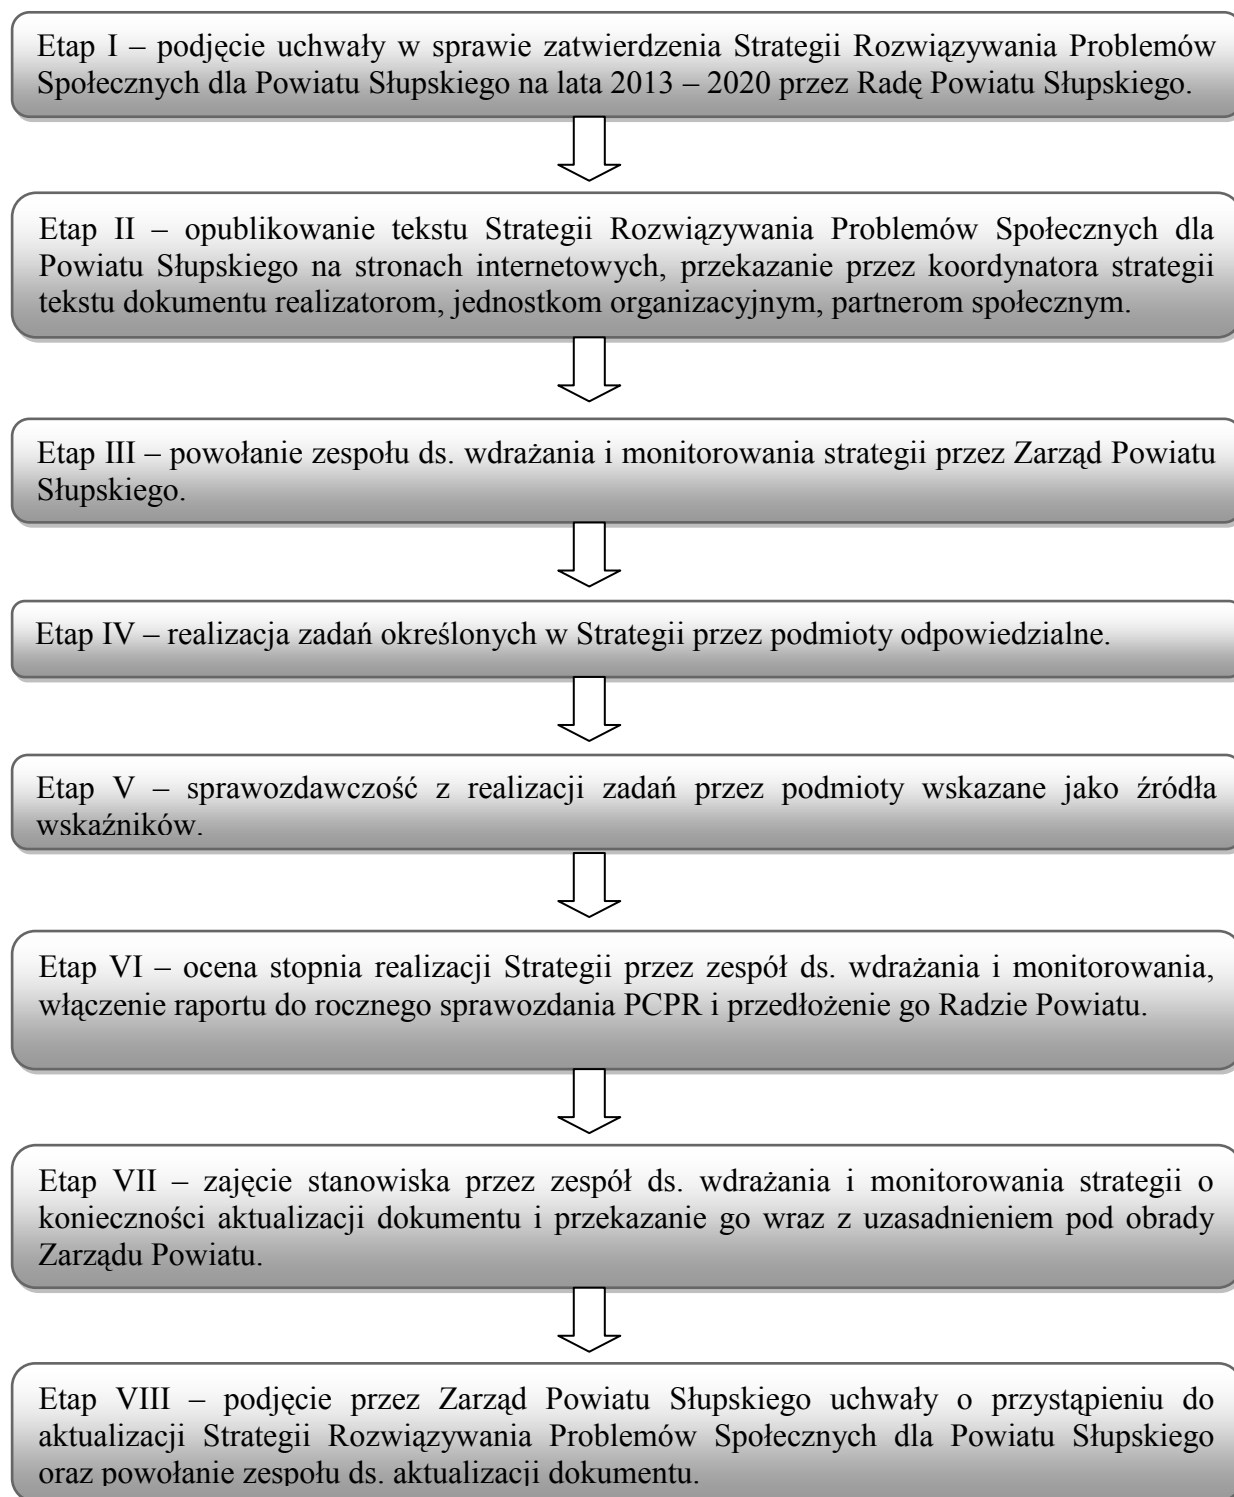 Etap I – podjęcie uchwały w sprawie zatwierdzenia Strategii Rozwiązywania Problemów
Społecznych dla Powiatu Słupskiego na lata 2013 – 2020 przez Radę Powiatu Słupskiego.
Etap II – opublikowanie tekstu Strategii Rozwiązywania Problemów Społecznych dla
Powiatu Słupskiego na stronach internetowych, przekazanie przez koordynatora strategii
tekstu dokumentu realizatorom, jednostkom organizacyjnym, partnerom społecznym.
Etap III – powołanie zespołu ds. wdrażania i monitorowania strategii przez Zarząd Powiatu
Słupskiego.
Etap IV – realizacja zadań określonych w Strategii przez podmioty odpowiedzialne.
Etap V – sprawozdawczość z realizacji zadań przez podmioty wskazane jako źródła
wskaźników.
Etap VI – ocena stopnia realizacji Strategii przez zespół ds. wdrażania i monitorowania,
włączenie raportu do rocznego sprawozdania PCPR i przedłożenie go Radzie Powiatu.
Etap VII – zajęcie stanowiska przez zespół ds. wdrażania i monitorowania strategii o
konieczności aktualizacji dokumentu i przekazanie go wraz z uzasadnieniem pod obrady
Zarządu Powiatu.
Etap VIII – podjęcie przez Zarząd Powiatu Słupskiego uchwały o przystąpieniu do
aktualizacji Strategii Rozwiązywania Problemów Społecznych dla Powiatu Słupskiego
oraz powołanie zespołu ds. aktualizacji dokumentu.